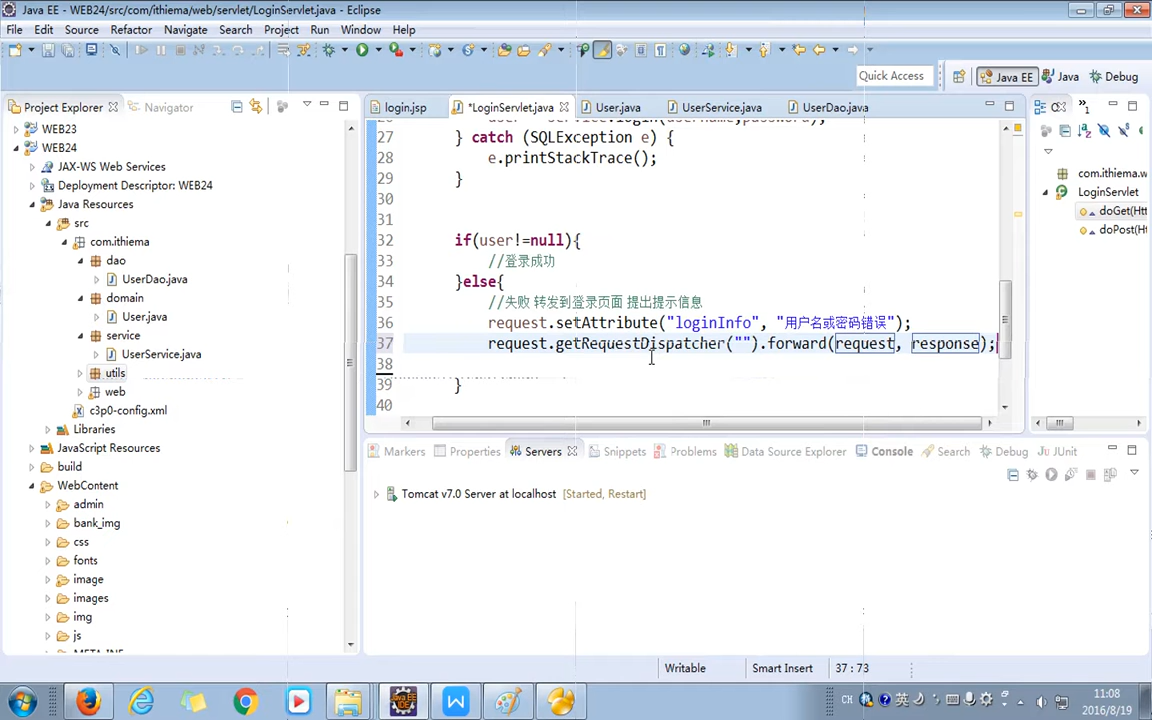 Java EE - WEB24/src/com/ithiema/web/servlet/LoginServlet.java - Eclipse
File Edit Source Refactor Navigate Search Project Run Window Help
Quick Access Java EE Java Debug
Project Explorer Navigator
login.jsp *LoginServlet.java User.java UserService.java UserDao.java
WEB23
WEB24
JAX-WS Web Services
Deployment Descriptor: WEB24
Java Resources
src
com.ithiema
dao
UserDao.java
domain
User.java
service
UserService.java
utils
web
c3p0-config.xml
Libraries
JavaScript Resources
build
WebContent
admin
bank_img
css
fonts
image
images
img
js
27 } catch (SQLException e) {
28 e.printStackTrace();
29 }
30
31
32 if(user!=null){
33 //登录成功
34 }else{
35 //失败 转发到登录页面 提出提示信息
36 request.setAttribute("loginInfo", "用户名或密码错误");
37 request.getRequestDispatcher("").forward(request, response);
38
39 }
40
com.ithiema.w
LoginServlet
doGet(Htt
doPost(Ht
Markers Properties Servers Snippets Problems Data Source Explorer Console Search Debug JUnit
Tomcat v7.0 Server at localhost [Started, Restart]
Writable Smart Insert 37 : 73
CH 英 11:08
2016/8/19